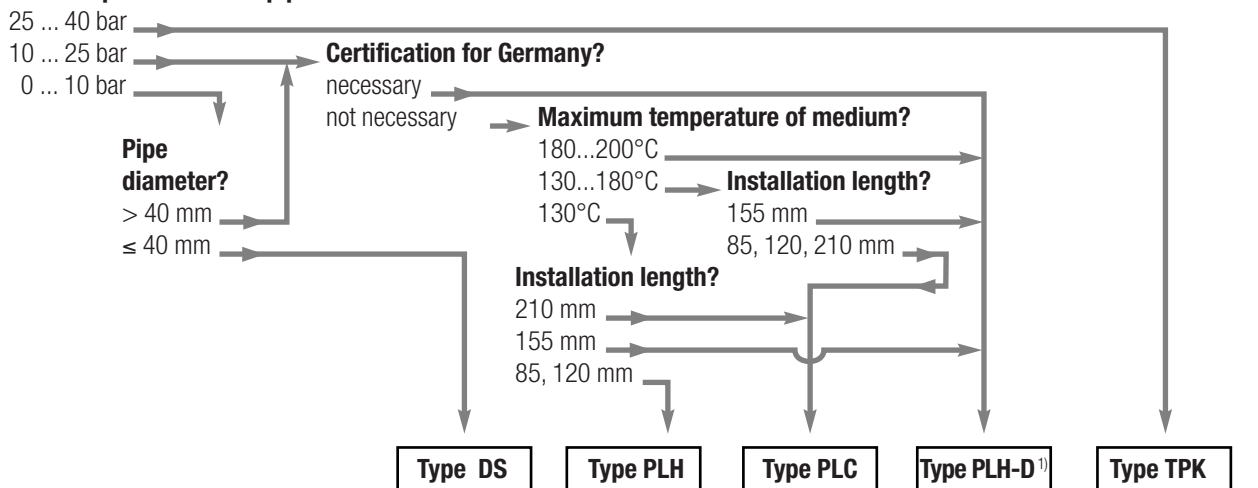 25 ... 40 bar
10 ... 25 bar
0 ... 10 bar
Certification for Germany?
necessary
not necessary
Maximum temperature of medium?
180...200°C
130...180°C
130°C
Pipe
diameter?
> 40 mm
≤ 40 mm
Installation length?
155 mm
85, 120, 210 mm
Installation length?
210 mm
155 mm
85, 120 mm
Type DS
Type PLH
Type PLC
Type PLH-D 1)
Type TPK